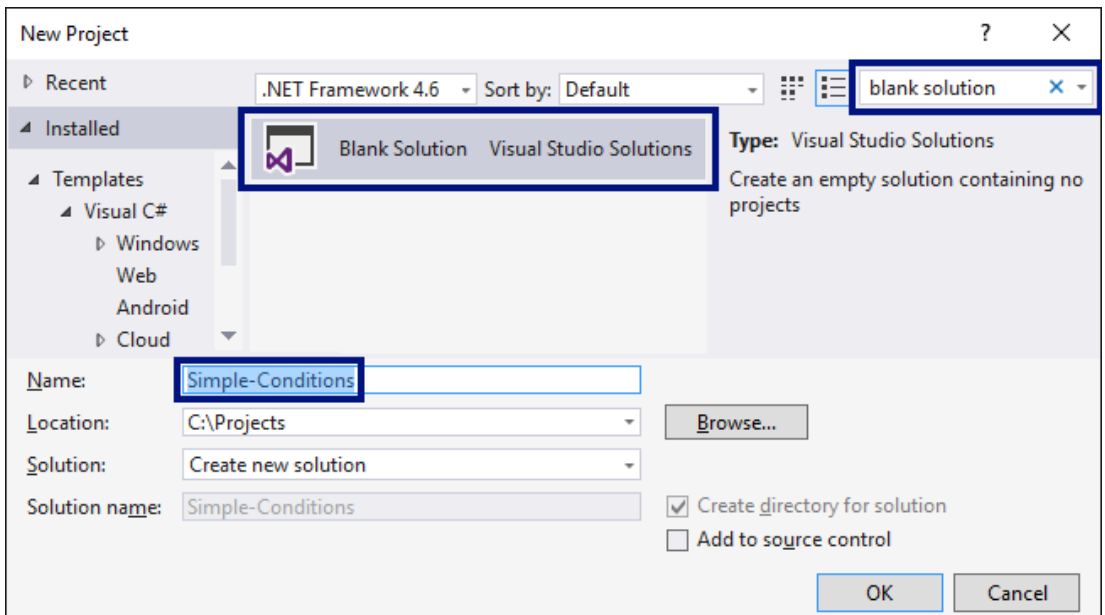 New Project
?
Recent
.NET Framework 4.6
Sort by: Default
blank solution
Installed
Blank Solution Visual Studio Solutions
Type: Visual Studio Solutions
Create an empty solution containing no
projects
Templates
Visual C#
Windows
Web
Android
Cloud
Name: Simple-Conditions
Location: C:\Projects
Browse...
Solution: Create new solution
Solution name: Simple-Conditions
Create directory for solution
Add to source control
OK
Cancel